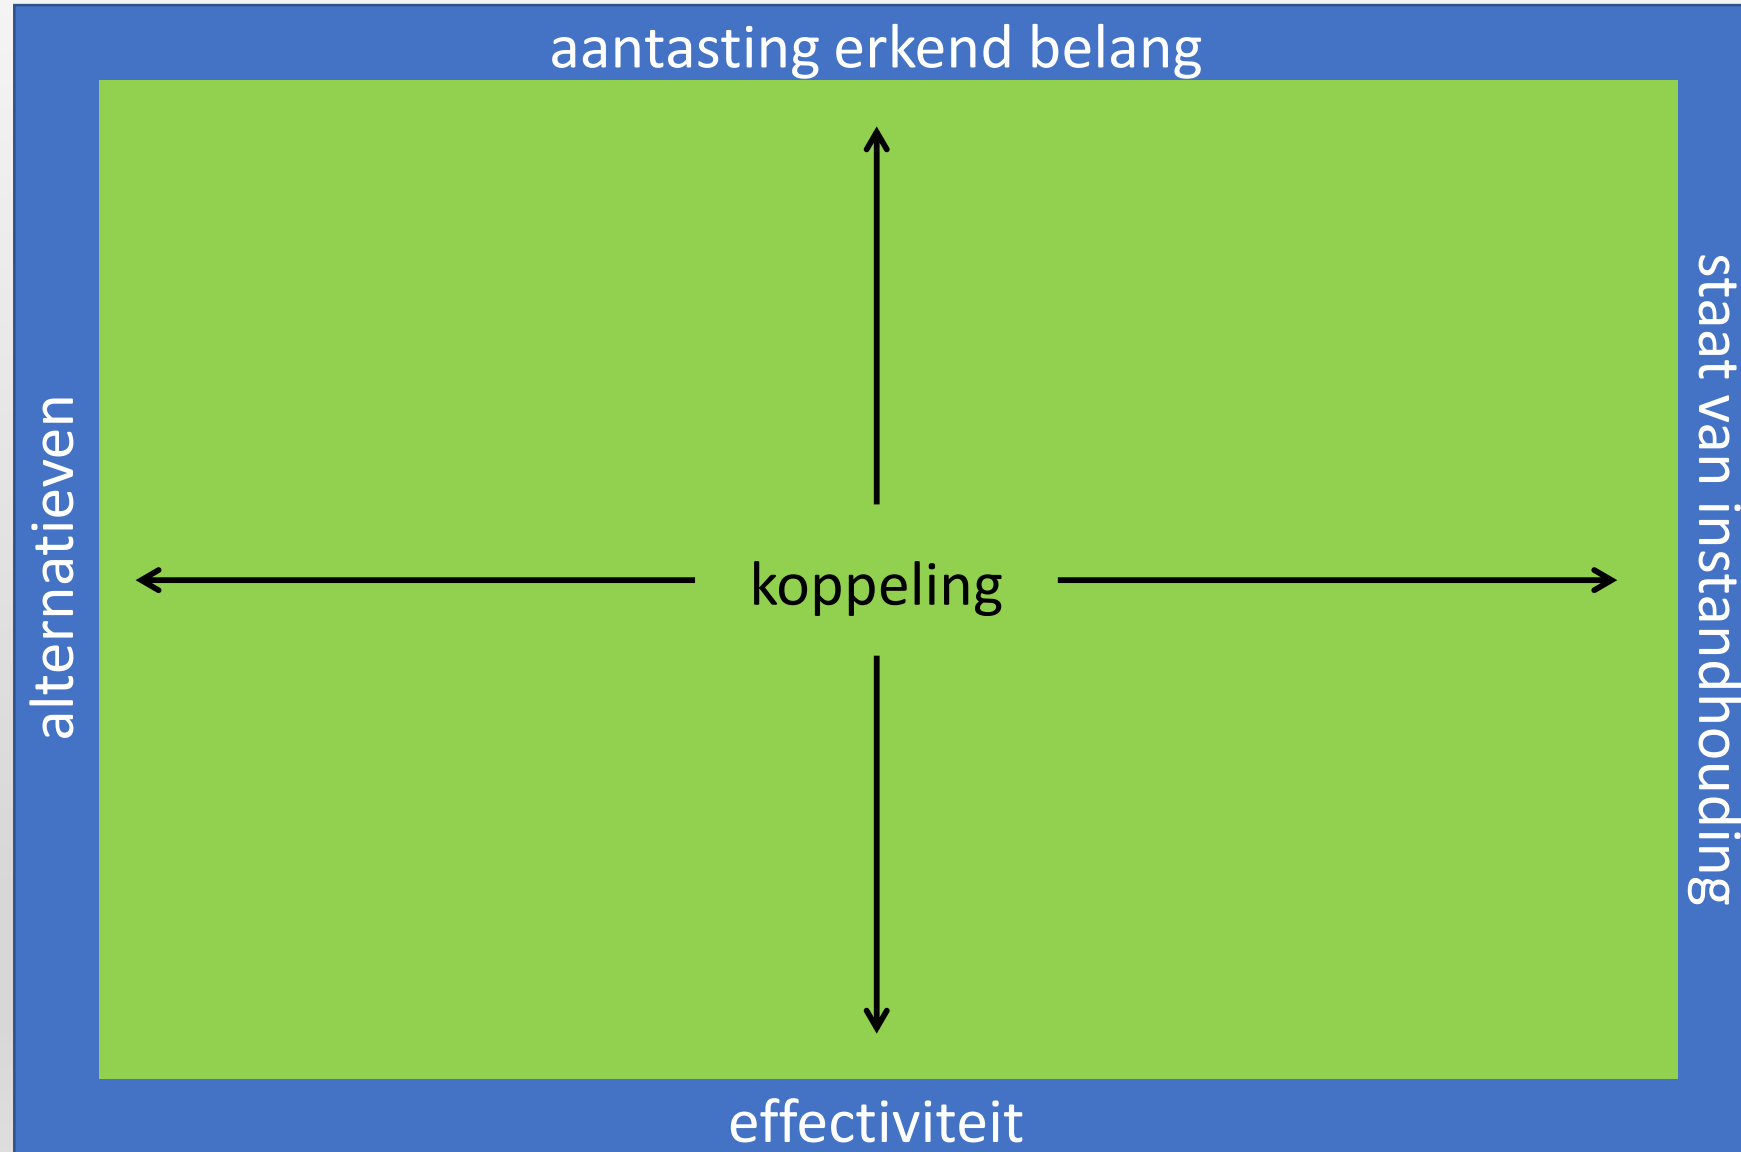 aantasting erkend belang
alternatieven
koppeling
staat van instandhouding
effectiviteit